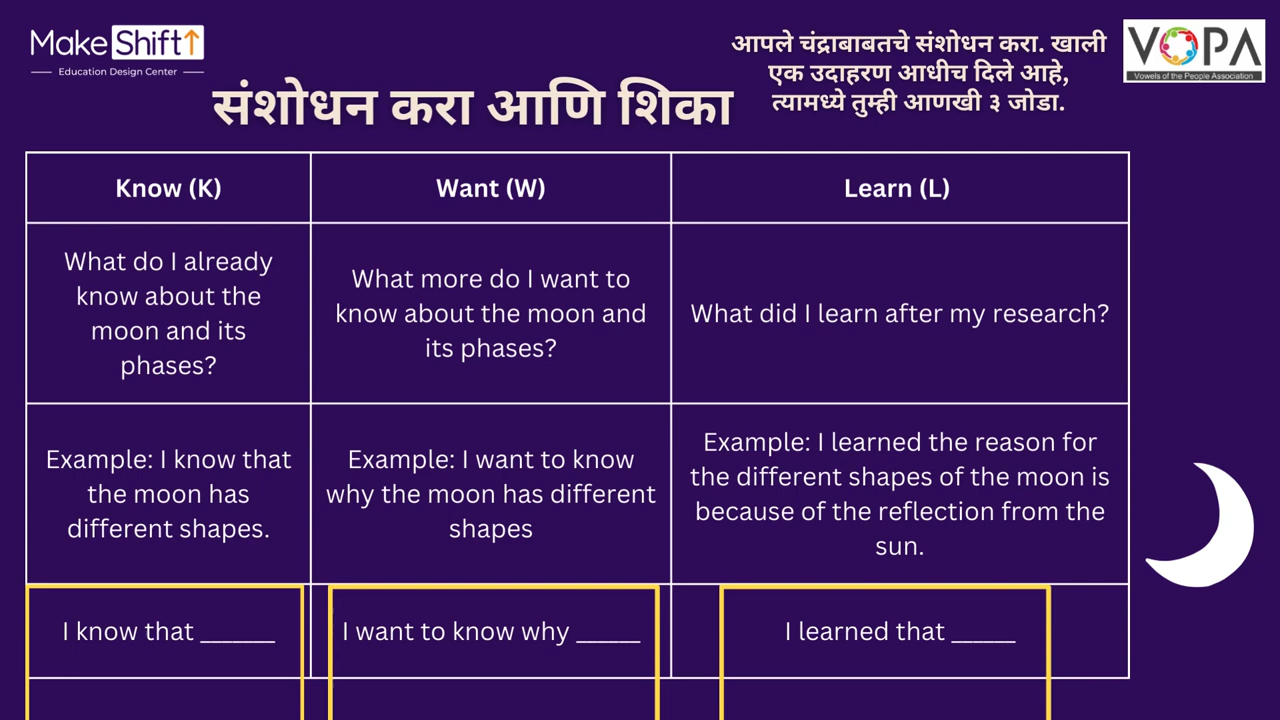 Make Shift↑
Education Design Center
आपले चंद्राबाबतचे संशोधन करा. खाली
एक उदाहरण आधीच दिले आहे,
त्यामध्ये तुम्ही आणखी ३ जोडा.
VOPA
Vowels of the People Association
संशोधन करा आणि शिका
Know (K)
Want (W)
Learn (L)
What do I already
know about the
moon and its
phases?
What more do I want to
know about the moon and
its phases?
What did I learn after my research?
Example: I know that
the moon has
different shapes.
Example: I want to know
why the moon has different
shapes
Example: I learned the reason for
the different shapes of the moon is
because of the reflection from the
sun.
I know that ______
I want to know why _____
I learned that _____